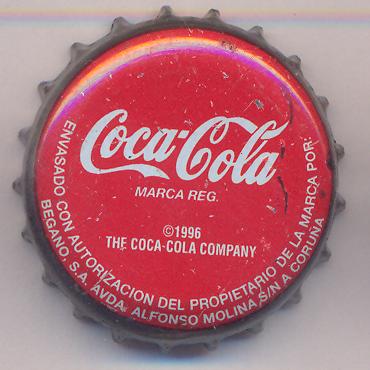 Coca-Cola
MARCA REG.
©1996
THE COCA-COLA COMPANY
ENVASADO CON AUTORIZACION DEL PROPIETARIO DE LA MARCA POR:
BEGANO, S.A. AVDA. ALFONSO MOLINA S/N A CORUÑA